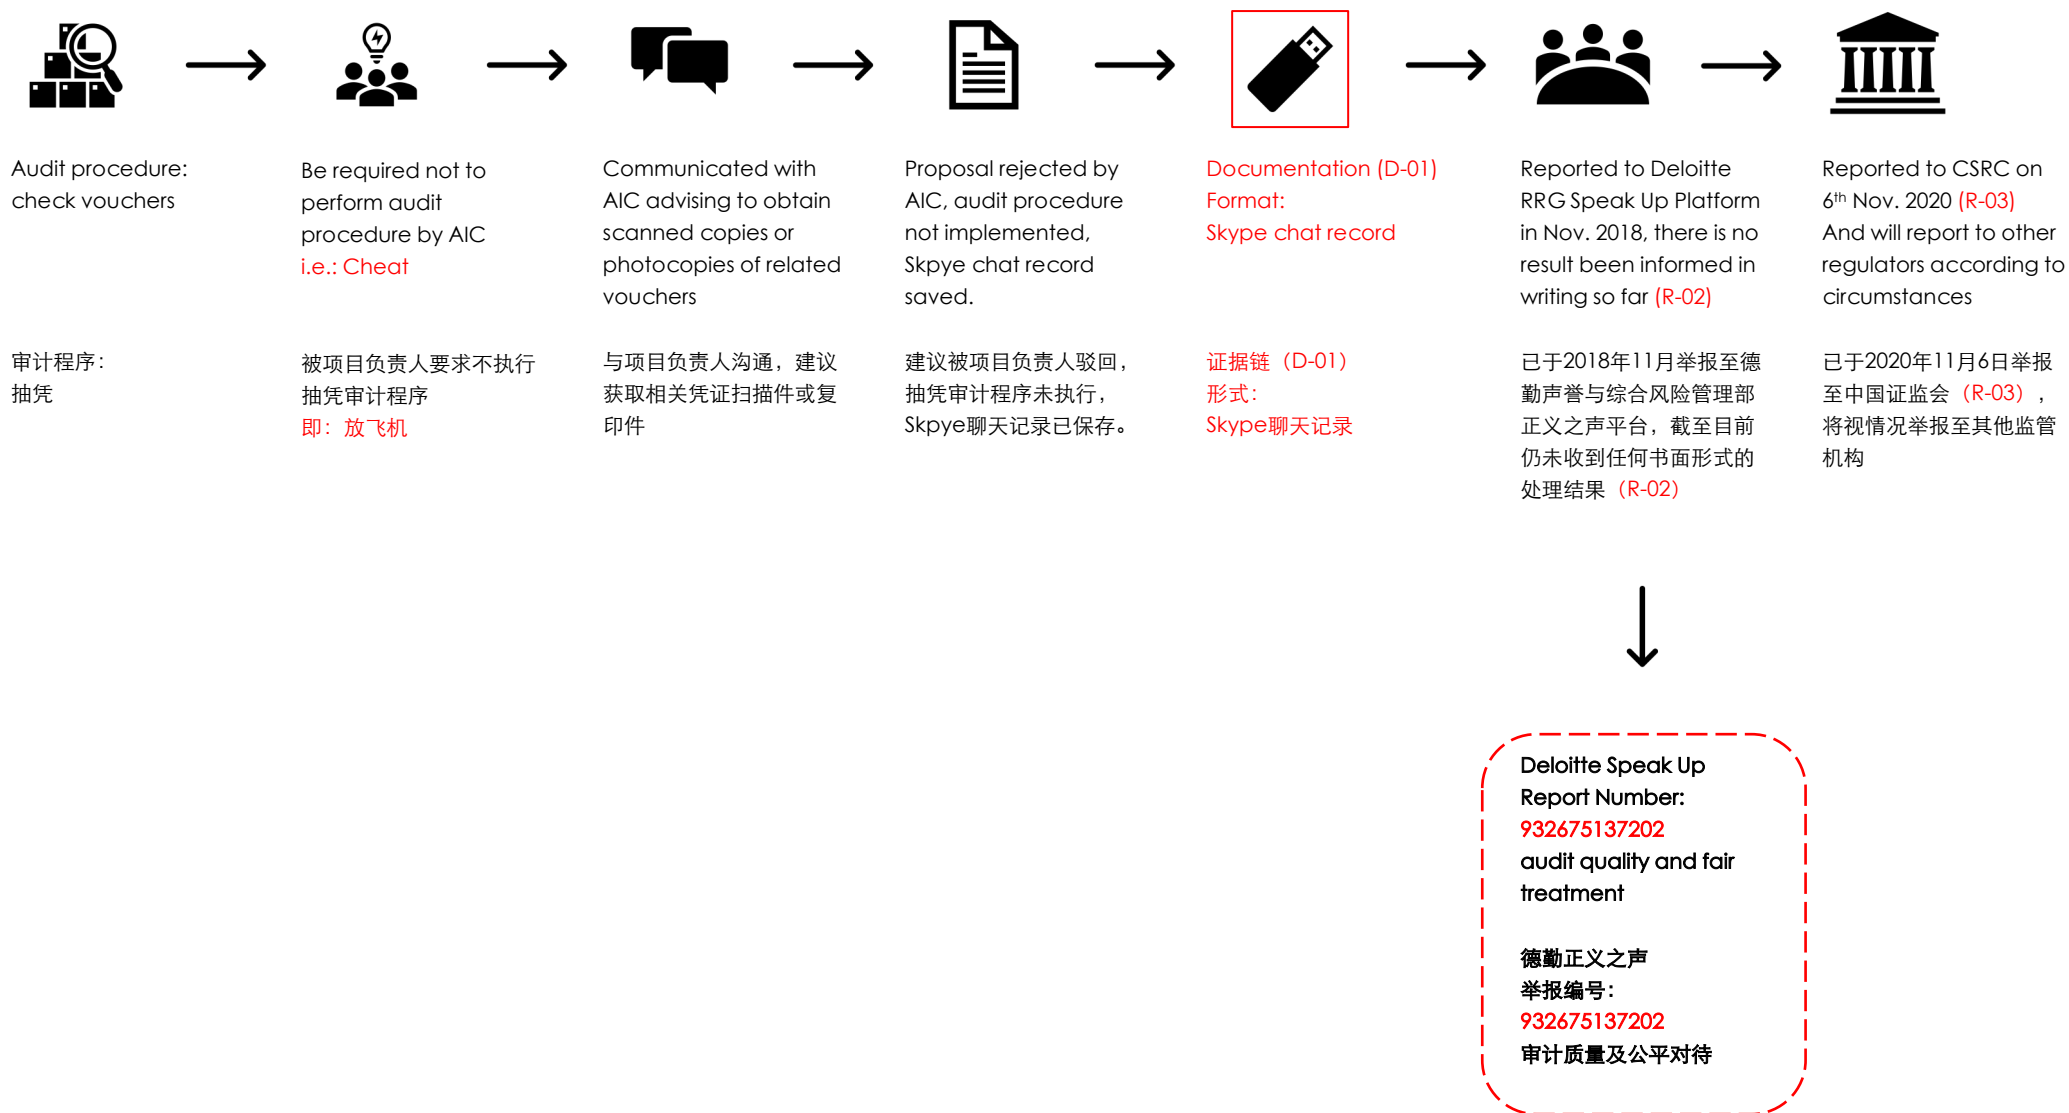 Audit procedure:
check vouchers
Be required not to
perform audit
procedure by AIC
i.e.: Cheat
Communicated with
AIC advising to obtain
scanned copies or
photocopies of related
vouchers
Proposal rejected by
AIC, audit procedure
not implemented,
Skpye chat record
saved.
Documentation (D-01)
Format:
Skype chat record
Reported to Deloitte
RRG Speak Up Platform
in Nov. 2018, there is no
result been informed in
writing so far (R-02)
Reported to CSRC on
6th Nov. 2020 (R-03)
And will report to other
regulators according to
circumstances
审计程序：
抽凭
被项目负责人要求不执行
抽凭审计程序
即：放飞机
与项目负责人沟通，建议
获取相关凭证扫描件或复
印件
建议被项目负责人驳回，
抽凭审计程序未执行，
Skpye聊天记录已保存。
证据链（D-01）
形式：
Skype聊天记录
已于2018年11月举报至德
勤声誉与综合风险管理部
正义之声平台，截至目前
仍未收到任何书面形式的
处理结果（R-02）
已于2020年11月6日举报
至中国证监会（R-03），
将视情况举报至其他监管
机构
Deloitte Speak Up
Report Number:
932675137202
audit quality and fair
treatment
德勤正义之声
举报编号：
932675137202
审计质量及公平对待